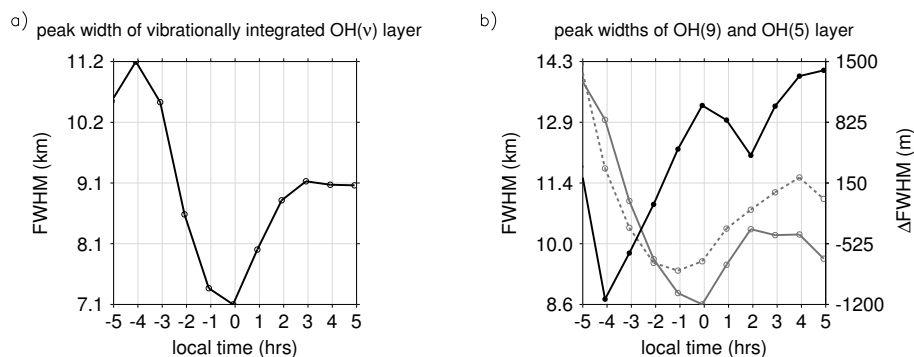 a)
peak width of vibrationally integrated OH(ν) layer
11.2
10.2
9.1
8.1
7.1
FWHM (km)
-5 -4 -3 -2 -1 0 1 2 3 4 5
local time (hrs)
b)
peak widths of OH(9) and OH(5) layer
14.3
12.9
11.4
10.0
8.6
FWHM (km)
1500
825
150
-525
-1200
ΔFWHM (m)
-5 -4 -3 -2 -1 0 1 2 3 4 5
local time (hrs)